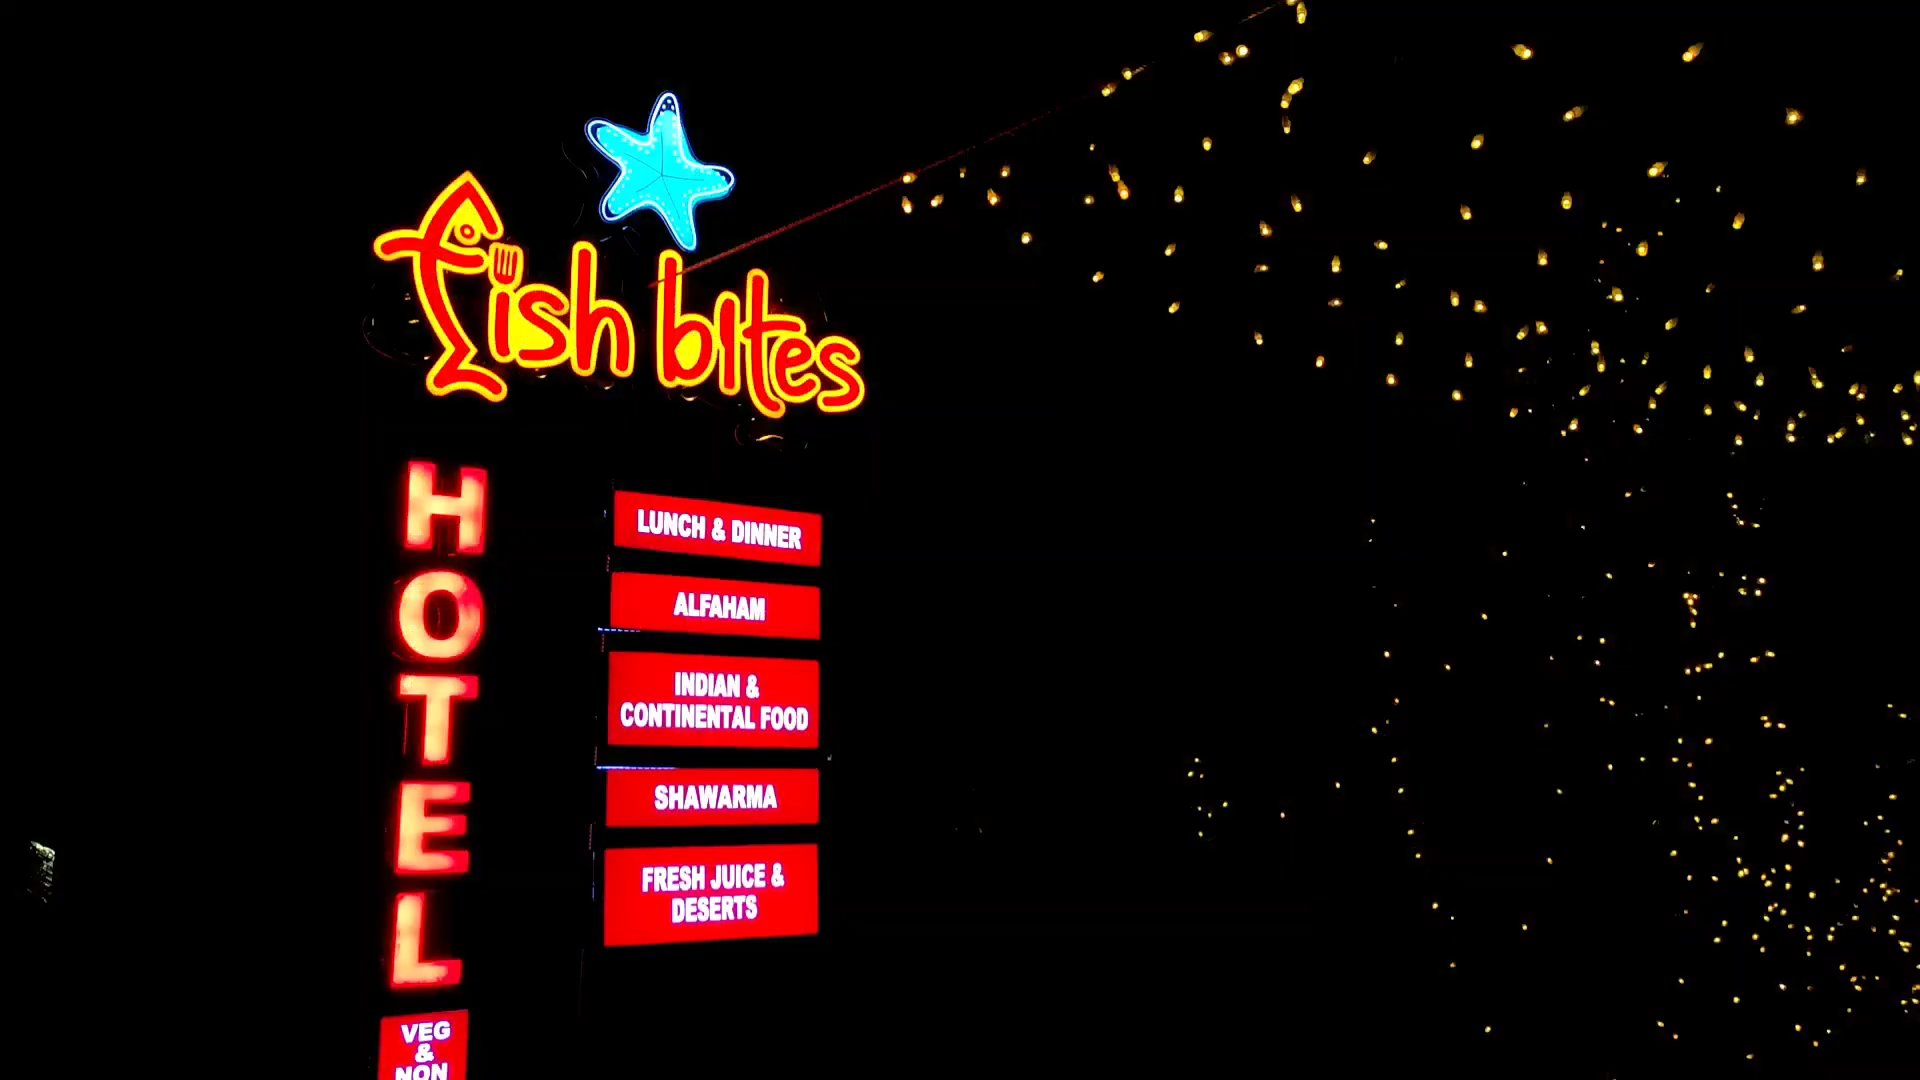 Fish bites
HOTEL
LUNCH & DINNER
ALFAHAM
INDIAN &
CONTINENTAL FOOD
SHAWARMA
FRESH JUICE &
DESERTS
VEG
&
NON